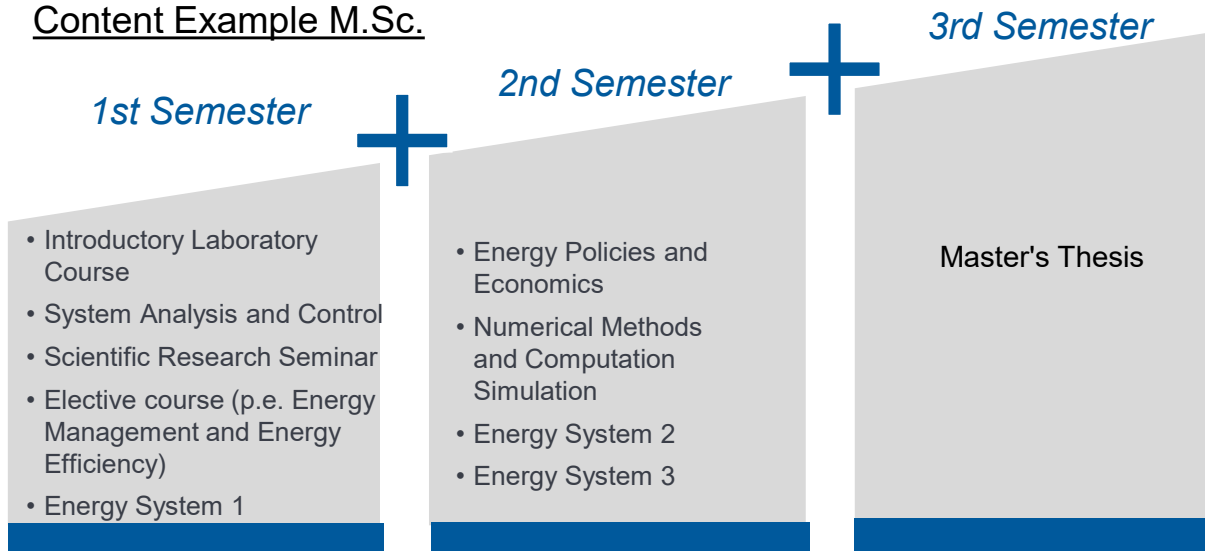 Content Example M.Sc.
1st Semester
• Introductory Laboratory
Course
• System Analysis and Control
• Scientific Research Seminar
• Elective course (p.e. Energy
Management and Energy
Efficiency)
• Energy System 1
2nd Semester
• Energy Policies and
Economics
• Numerical Methods
and Computation
Simulation
• Energy System 2
• Energy System 3
3rd Semester
Master's Thesis